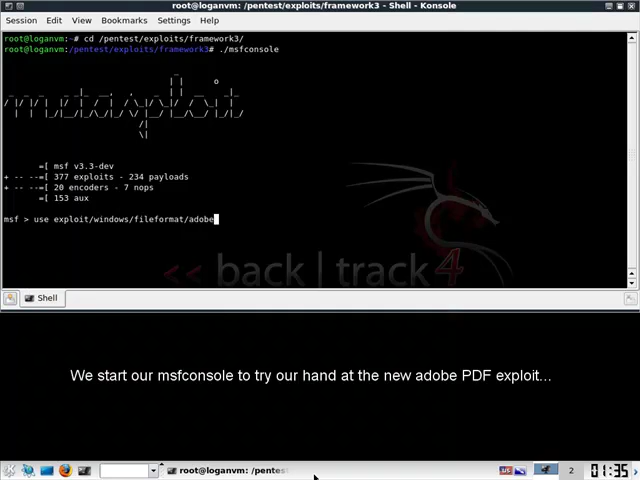 root@loganvm: /pentest/exploits/framework3 - Shell - Konsole
Session Edit View Bookmarks Settings Help
root@loganvm:~# cd /pentest/exploits/framework3/
root@loganvm:/pentest/exploits/framework3# ./msfconsole
=[ msf v3.3-dev
+ -- --=[ 377 exploits - 234 payloads
+ -- --=[ 20 encoders - 7 nops
=[ 153 aux
msf > use exploit/windows/fileformat/adobe
<< back | track 4
Shell
We start our msfconsole to try our hand at the new adobe PDF exploit...
root@loganvm: /pentes
US
2
01:35